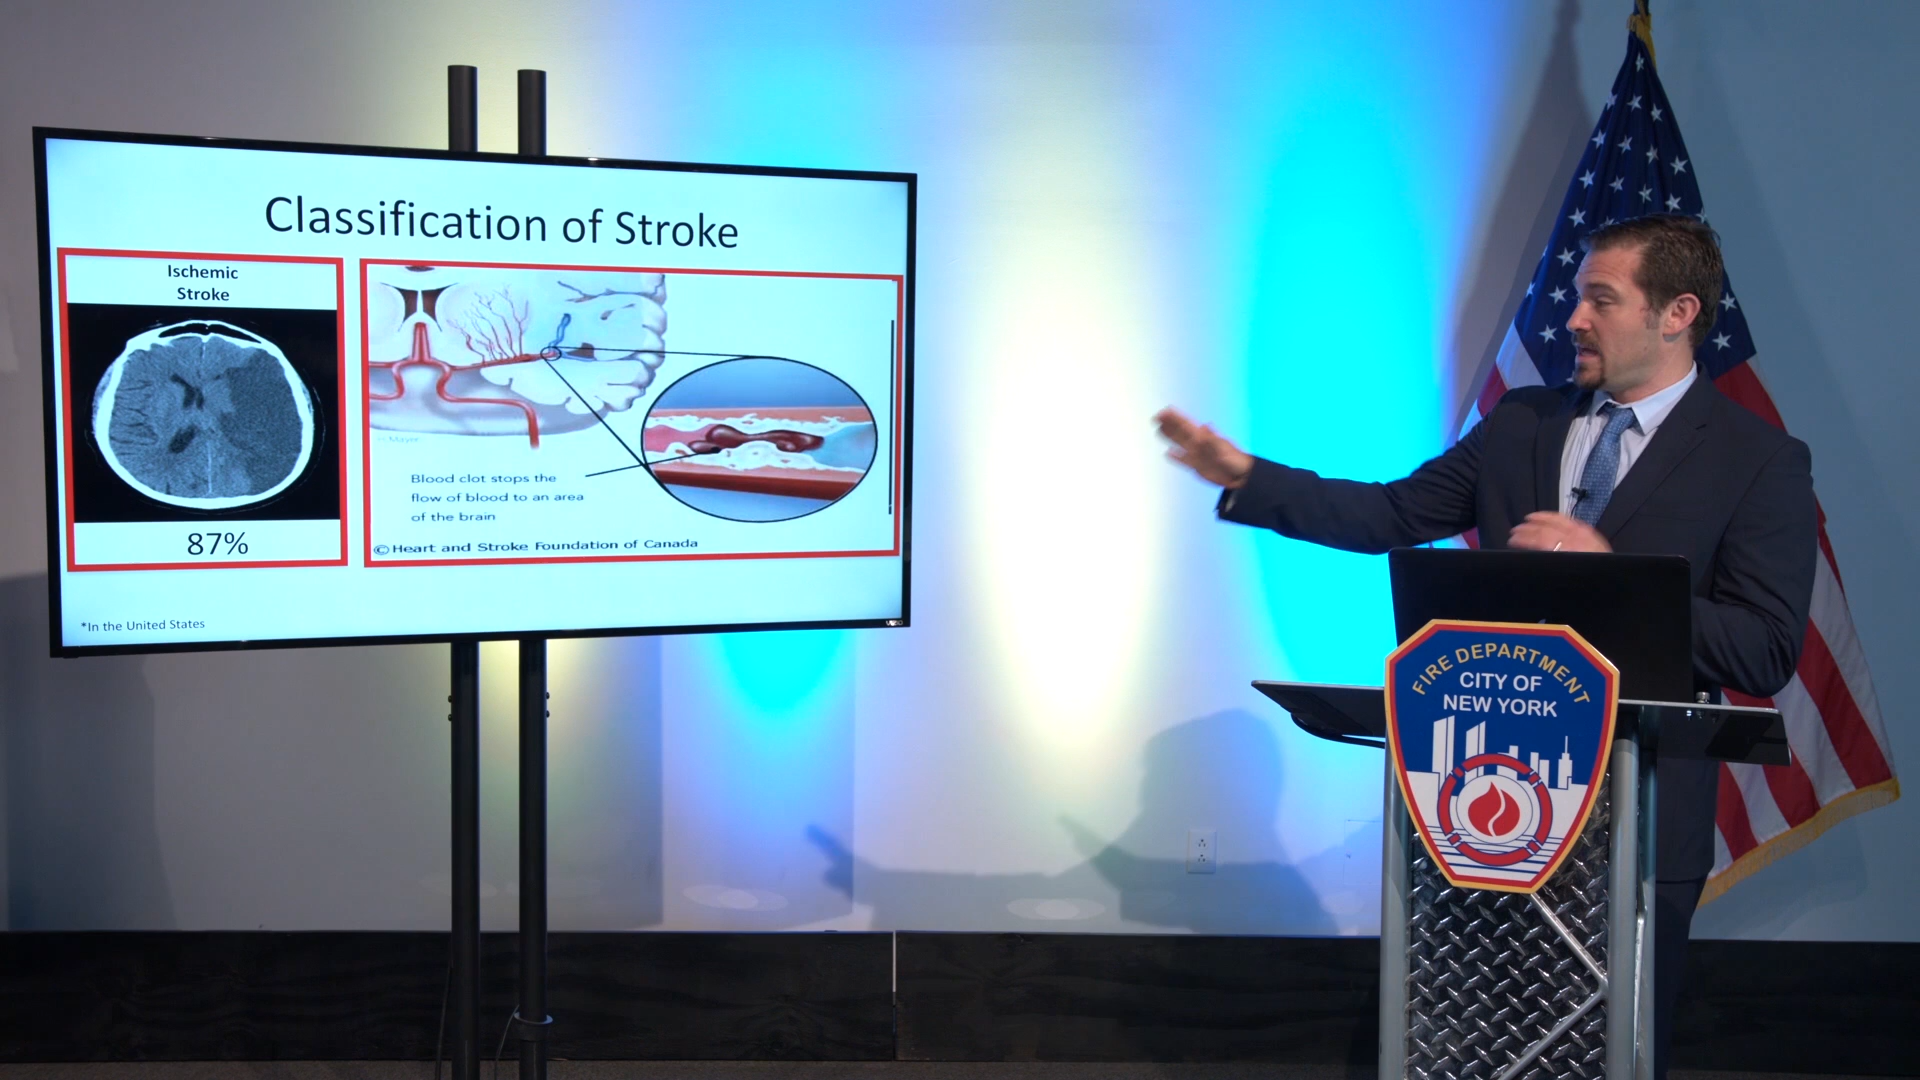 Classification of Stroke
Ischemic
Stroke
87%
Blood clot stops the
flow of blood to an area
of the brain
© Heart and Stroke Foundation of Canada
*In the United States
VIZIO
FIRE DEPARTMENT
CITY OF
NEW YORK